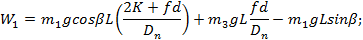 W₁ = m₁gcosβL((2K + fd)/Dₙ) + m₃gL(fd/Dₙ) − m₁gLsinβ;